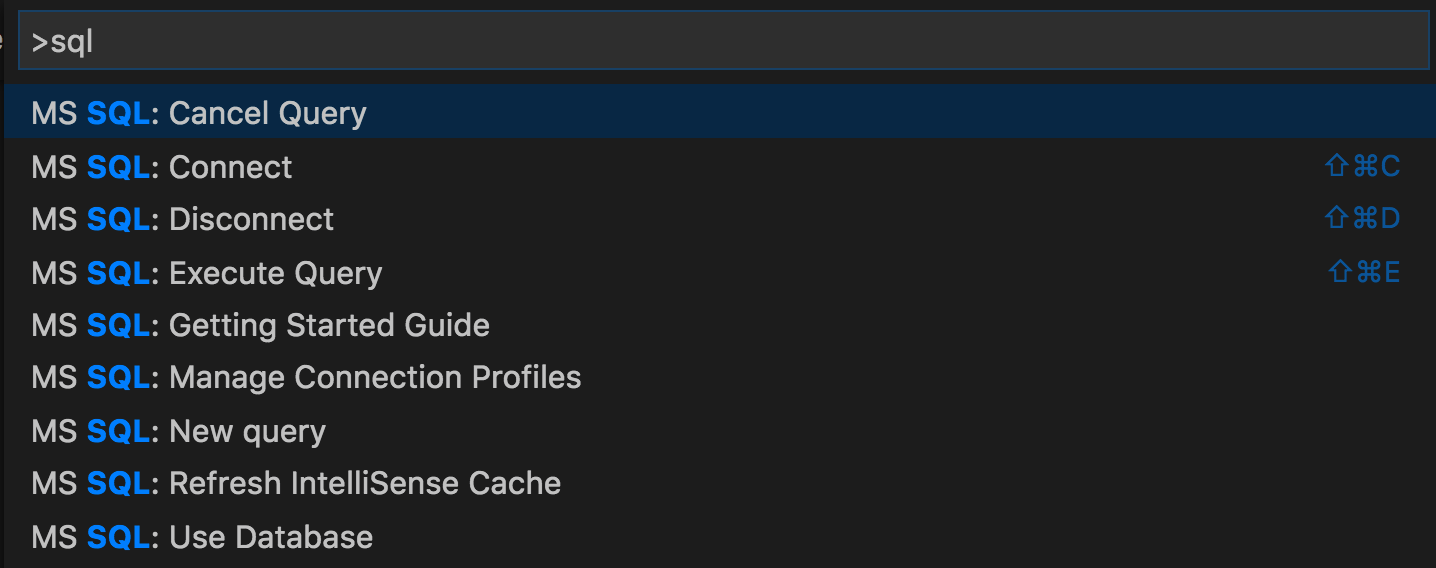 >sql
MS SQL: Cancel Query
MS SQL: Connect ⇧⌘C
MS SQL: Disconnect ⇧⌘D
MS SQL: Execute Query ⇧⌘E
MS SQL: Getting Started Guide
MS SQL: Manage Connection Profiles
MS SQL: New query
MS SQL: Refresh IntelliSense Cache
MS SQL: Use Database